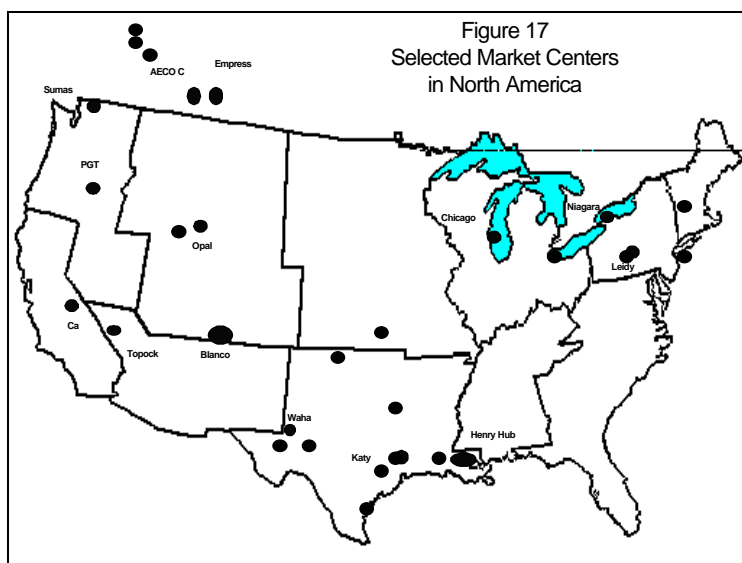 Figure 17
Selected Market Centers
in North America
AECO C
Empress
Sumas
PGT
Opal
Chicago
Niagara
Leidy
Ca
Topock
Blanco
Waha
Katy
Henry Hub